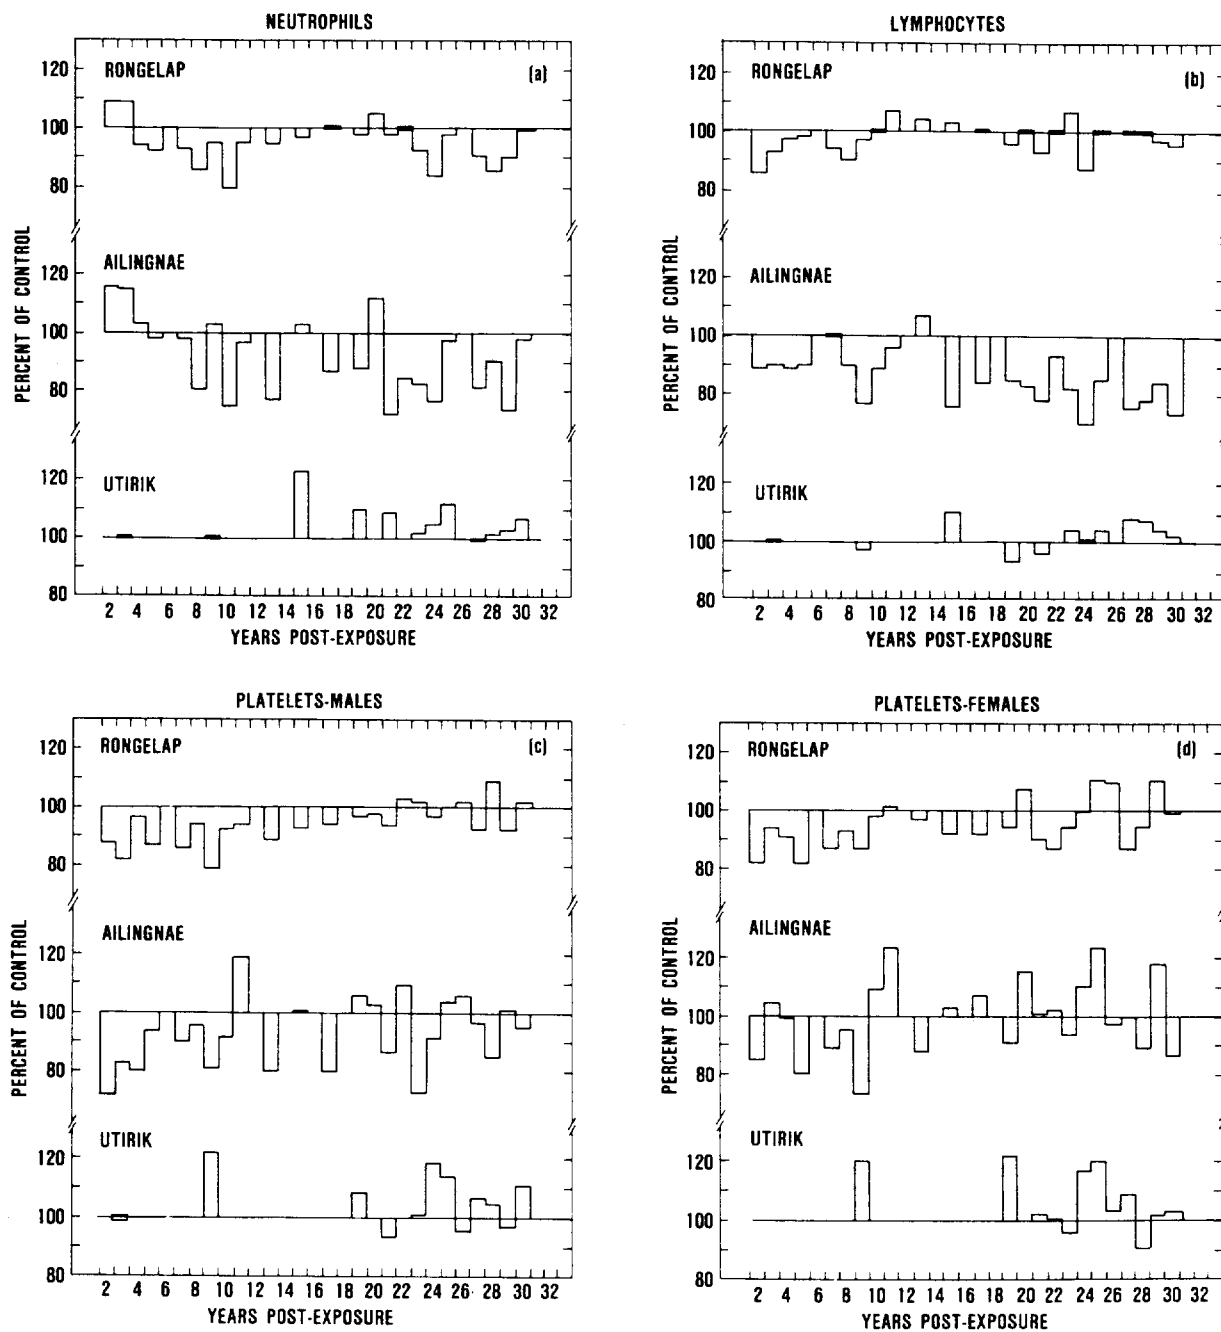 NEUTROPHILS
RONGELAP
(a)
120
100
80
AILINGNAE
120
100
80
UTIRIK
120
100
80
PERCENT OF CONTROL
2 4 6 8 10 12 14 16 18 20 22 24 26 28 30 32
YEARS POST-EXPOSURE
LYMPHOCYTES
RONGELAP
(b)
120
100
80
AILINGNAE
120
100
80
UTIRIK
120
100
80
PERCENT OF CONTROL
2 4 6 8 10 12 14 16 18 20 22 24 26 28 30 32
YEARS POST-EXPOSURE
PLATELETS-MALES
RONGELAP
(c)
120
100
80
AILINGNAE
120
100
80
UTIRIK
120
100
80
PERCENT OF CONTROL
2 4 6 8 10 12 14 16 18 20 22 24 26 28 30 32
YEARS POST-EXPOSURE
PLATELETS-FEMALES
RONGELAP
(d)
120
100
80
AILINGNAE
120
100
80
UTIRIK
120
100
80
PERCENT OF CONTROL
2 4 6 8 10 12 14 16 18 20 22 24 26 28 30 32
YEARS POST-EXPOSURE